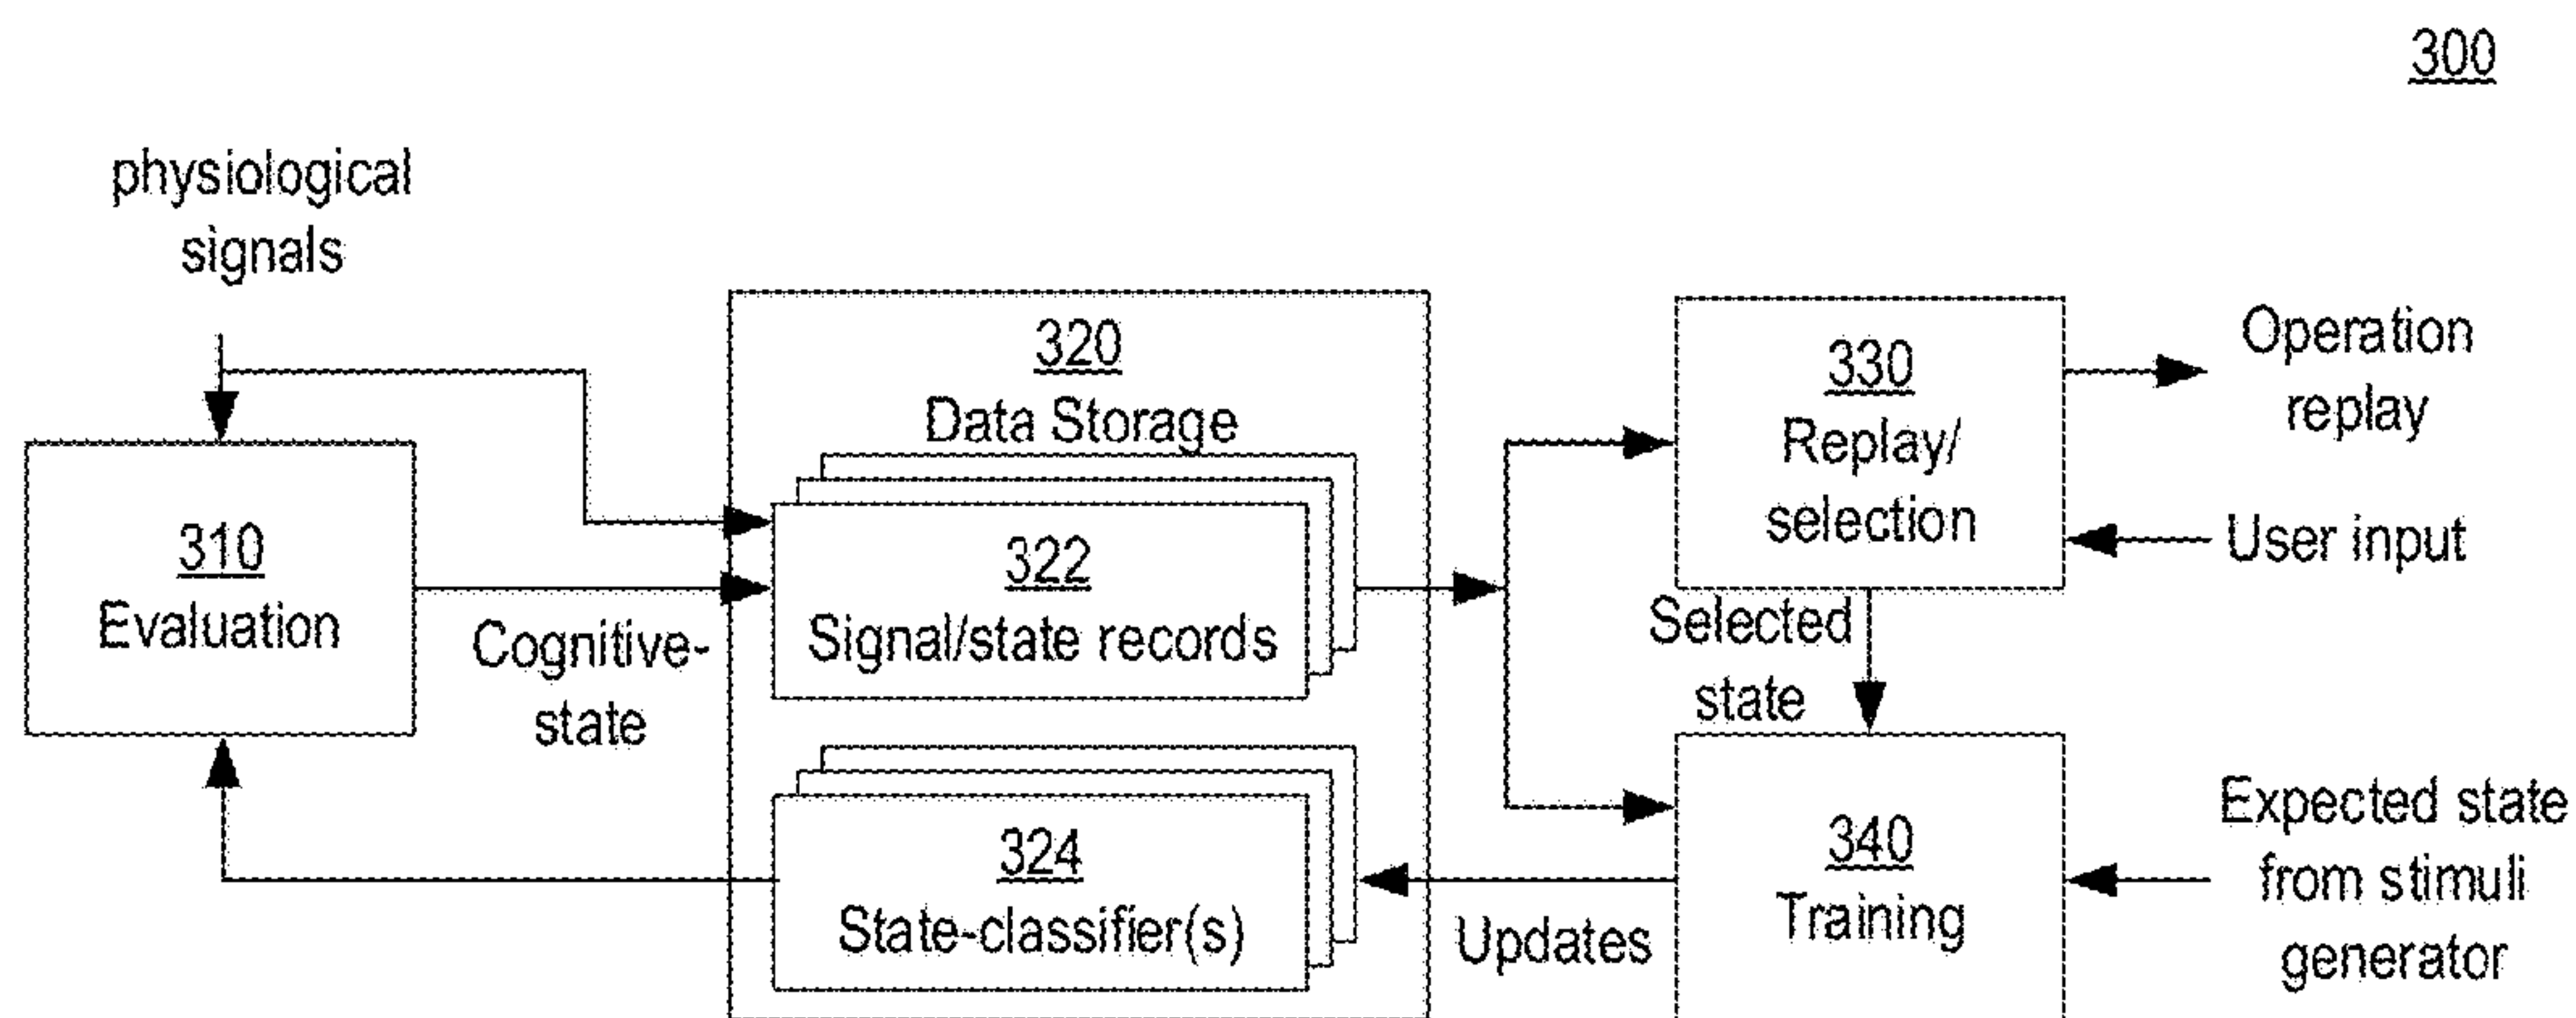 300
physiological
signals
310
Evaluation
Cognitive-
state
320
Data Storage
322
Signal/state records
324
State-classifier(s)
330
Replay/
selection
Operation
replay
User input
Selected
state
340
Training
Updates
Expected state
from stimuli
generator